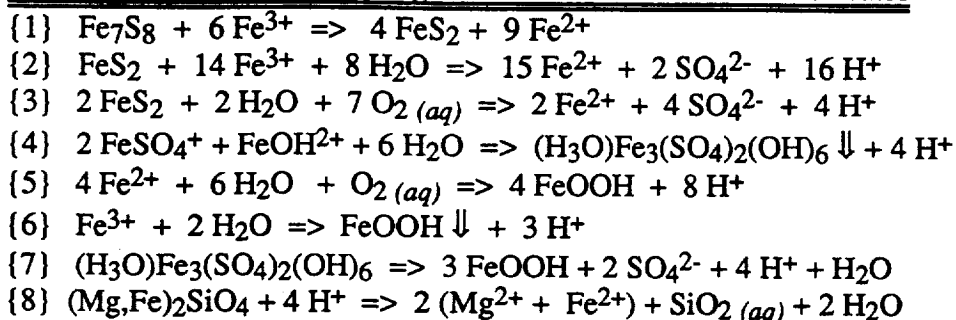 {1} Fe7S8 + 6 Fe3+ => 4 FeS2 + 9 Fe2+
{2} FeS2 + 14 Fe3+ + 8 H2O => 15 Fe2+ + 2 SO42- + 16 H+
{3} 2 FeS2 + 2 H2O + 7 O2 (aq) => 2 Fe2+ + 4 SO42- + 4 H+
{4} 2 FeSO4+ + FeOH2+ + 6 H2O => (H3O)Fe3(SO4)2(OH)6 ⇓ + 4 H+
{5} 4 Fe2+ + 6 H2O + O2 (aq) => 4 FeOOH + 8 H+
{6} Fe3+ + 2 H2O => FeOOH ⇓ + 3 H+
{7} (H3O)Fe3(SO4)2(OH)6 => 3 FeOOH + 2 SO42- + 4 H+ + H2O
{8} (Mg,Fe)2SiO4 + 4 H+ => 2 (Mg2+ + Fe2+) + SiO2 (aq) + 2 H2O